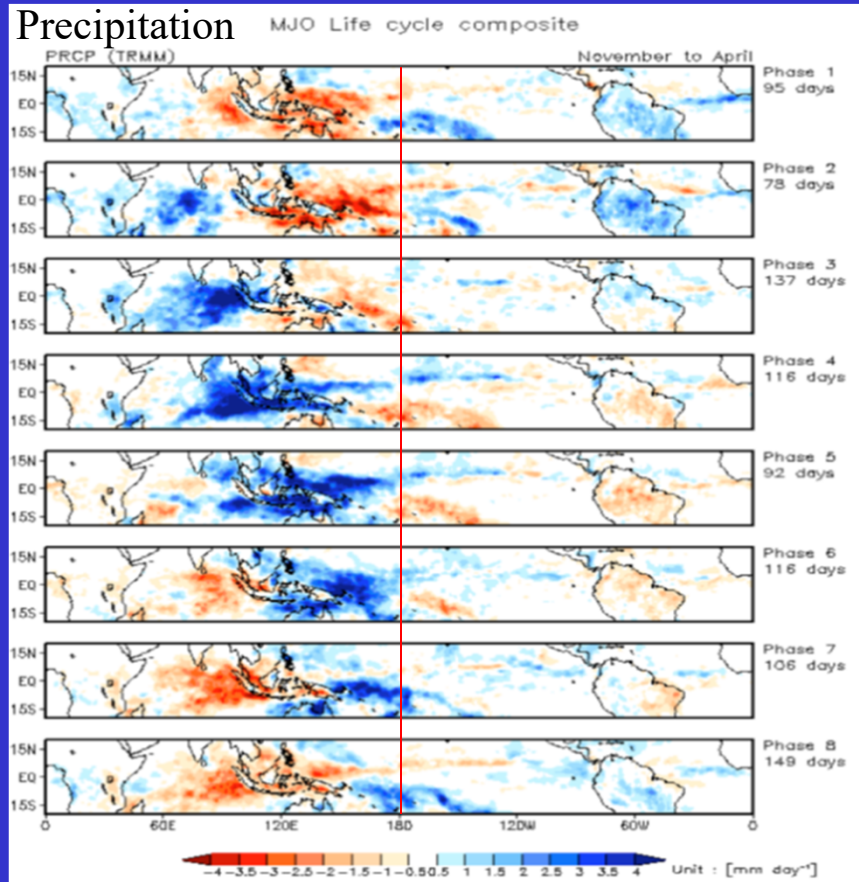 Precipitation
MJO Life cycle composite
PRCP (TRMM)
November to April
15N
EQ
15S
Phase 1
95 days
15N
EQ
15S
Phase 2
78 days
15N
EQ
15S
Phase 3
137 days
15N
EQ
15S
Phase 4
116 days
15N
EQ
15S
Phase 5
92 days
15N
EQ
15S
Phase 6
116 days
15N
EQ
15S
Phase 7
106 days
15N
EQ
15S
Phase 8
149 days
0 60E 120E 180 120W 60W 0
-4 -3.5 -3 -2.5 -2 -1.5 -1 -0.5 0.5 1 1.5 2 2.5 3 3.5 4 Unit : [mm day⁻¹]